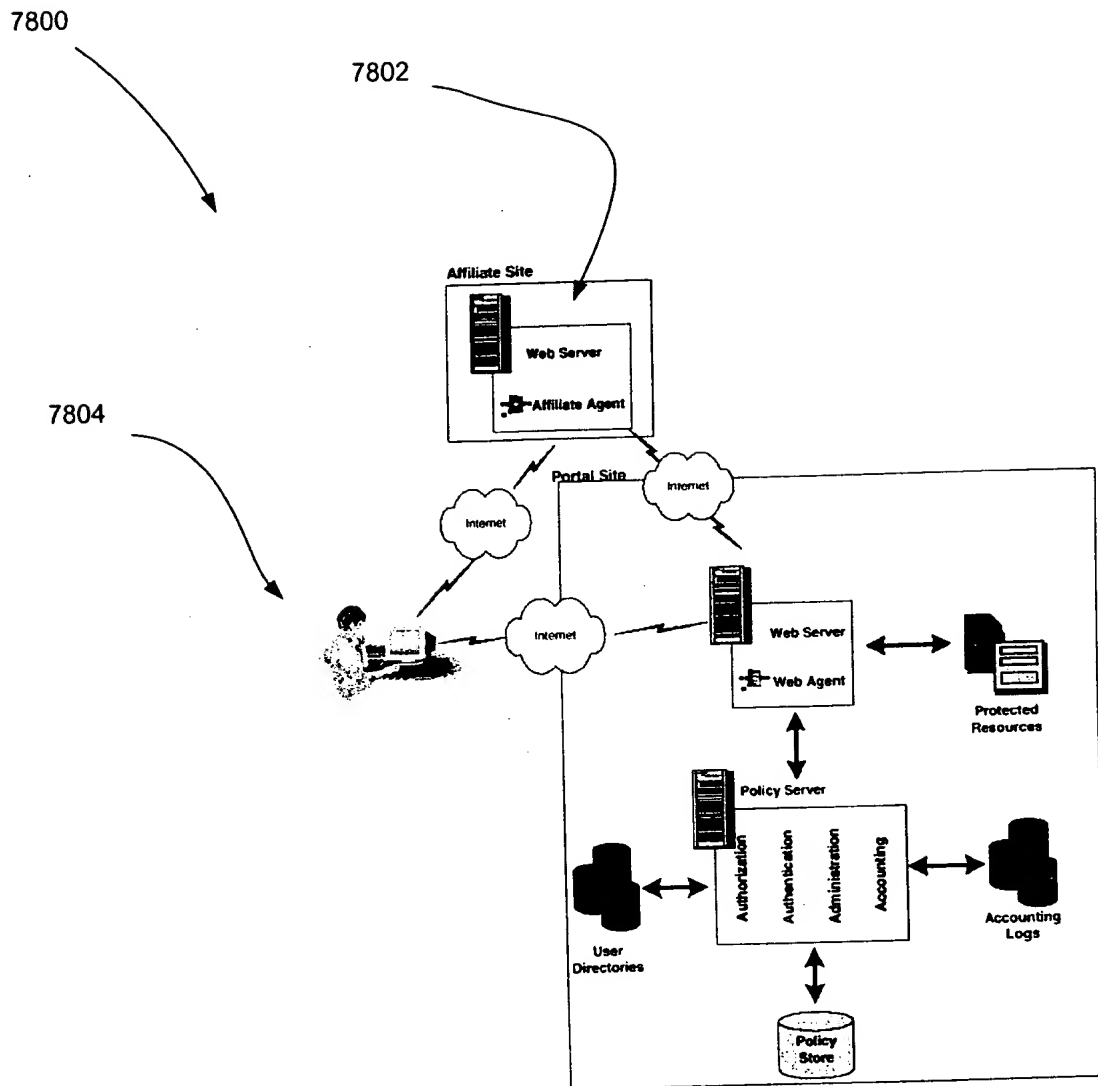 7800
7802
Affiliate Site
Web Server
Affiliate Agent
7804
Portal Site
Internet
Internet
Internet
Web Server
Web Agent
Protected
Resources
Policy Server
Authorization
Authentication
Administration
Accounting
User
Directories
Accounting
Logs
Policy
Store